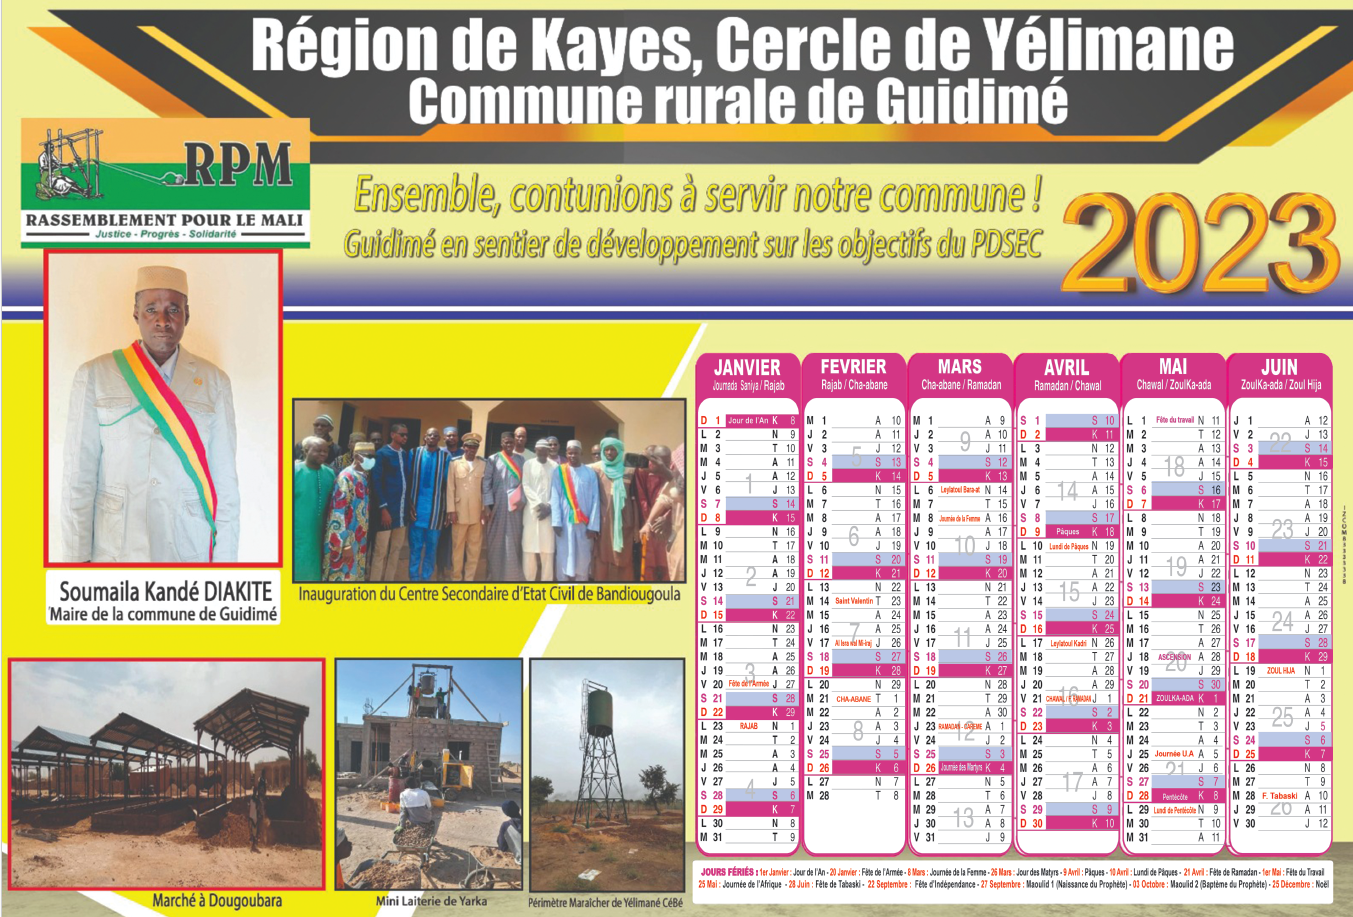 Région de Kayes, Cercle de Yélimane
Commune rurale de Guidimé
RPM
RASSEMBLEMENT POUR LE MALI
Justice - Progrès - Solidarité
Ensemble, contunions à servir notre commune !
Guidimé en sentier de développement sur les objectifs du PDSEC
2023
Soumaila Kandé DIAKITE
Maire de la commune de Guidimé
Inauguration du Centre Secondaire d'Etat Civil de Bandiougoula
Marché à Dougoubara
Mini Laiterie de Yarka
Périmètre Maraîcher de Yélimané CéBé
JANVIER
Joumada Saniya / Rajab
D 1 Jour de l'An K 8
L 2 N 9
M 3 T 10
M 4 A 11
J 5 A 12
1
V 6 J 13
S 7 S 14
D 8 K 15
L 9 N 16
M 10 T 17
M 11 A 18
J 12 A 19
2
V 13 J 20
S 14 S 21
D 15 K 22
L 16 N 23
M 17 T 24
M 18 A 25
J 19 A 26
3
V 20 Fête de l'Armée J 27
S 21 S 28
D 22 K 29
L 23 RAJAB N 1
M 24 T 2
M 25 A 3
J 26 A 4
V 27 J 5
4
S 28 S 6
D 29 K 7
L 30 N 8
M 31 T 9
FEVRIER
Rajab / Cha-abane
M 1 A 10
J 2 A 11
V 3 J 12
5
S 4 S 13
D 5 K 14
L 6 N 15
M 7 T 16
M 8 A 17
6
J 9 A 18
V 10 J 19
S 11 S 20
D 12 K 21
L 13 N 22
M 14 Saint Valentin T 23
M 15 A 24
J 16 A 25
7
V 17 Al Isra wal Mi-iraj J 26
S 18 S 27
D 19 K 28
L 20 N 29
M 21 CHA-ABANE T 1
M 22 A 2
J 23 A 3
8
V 24 J 4
S 25 S 5
D 26 K 6
L 27 N 7
M 28 T 8
MARS
Cha-abane / Ramadan
M 1 A 9
J 2 A 10
9
V 3 J 11
S 4 S 12
D 5 K 13
L 6 Leylatoul Bara-at N 14
M 7 T 15
M 8 Journée de la Femme A 16
J 9 A 17
10
V 10 J 18
S 11 S 19
D 12 K 20
L 13 N 21
M 14 T 22
M 15 A 23
J 16 A 24
11
V 17 J 25
S 18 S 26
D 19 K 27
L 20 N 28
M 21 T 29
M 22 A 30
J 23 RAMADAN - CAREME A 1
12
V 24 J 2
S 25 S 3
D 26 Journée des Martyrs K 4
L 27 N 5
M 28 T 6
M 29 A 7
13
J 30 A 8
V 31 J 9
AVRIL
Ramadan / Chawal
S 1 S 10
D 2 K 11
L 3 N 12
M 4 T 13
M 5 A 14
14
J 6 A 15
V 7 J 16
S 8 S 17
D 9 Pâques K 18
L 10 Lundi de Pâques N 19
M 11 T 20
M 12 A 21
J 13 A 22
15
V 14 J 23
S 15 S 24
D 16 K 25
L 17 Leylatoul Kadri N 26
M 18 T 27
M 19 A 28
J 20 A 29
16
V 21 J 1
S 22 S 2
D 23 K 3
L 24 N 4
M 25 T 5
M 26 A 6
J 27 A 7
17
V 28 J 8
S 29 S 9
D 30 K 10
MAI
Chawal / ZoulKa-ada
L 1 Fête du travail N 11
M 2 T 12
M 3 A 13
J 4 A 14
18
V 5 J 15
S 6 S 16
D 7 K 17
L 8 N 18
M 9 T 19
M 10 A 20
J 11 A 21
19
V 12 J 22
S 13 S 23
D 14 K 24
L 15 N 25
M 16 T 26
M 17 A 27
J 18 ASCENSION A 28
20
V 19 J 29
S 20 S 30
D 21 ZOULKA-ADA K 1
L 22 N 2
M 23 T 3
M 24 A 4
J 25 Journée U.A A 5
V 26 J 6
21
S 27 S 7
D 28 Pentécôte K 8
L 29 Lundi de Pentécôte N 9
M 30 T 10
M 31 A 11
JUIN
ZoulKa-ada / Zoul Hija
J 1 A 12
V 2 J 13
22
S 3 S 14
D 4 K 15
L 5 N 16
M 6 T 17
M 7 A 18
J 8 A 19
23
V 9 J 20
S 10 S 21
D 11 K 22
L 12 N 23
M 13 T 24
M 14 A 25
J 15 A 26
24
V 16 J 27
S 17 S 28
D 18 K 29
L 19 ZOUL HIJA N 1
M 20 T 2
M 21 A 3
J 22 A 4
25
V 23 J 5
S 24 S 6
D 25 K 7
L 26 N 8
M 27 T 9
M 28 F. Tabaski A 10
J 29 A 11
26
V 30 J 12
JOURS FÉRIÉS : 1er Janvier : Jour de l'An - 20 Janvier : Fête de l'Armée - 8 Mars : Journée de la Femme - 26 Mars : Jour des Matyrs - 9 Avril : Pâques - 10 Avril : Lundi de Pâques - 21 Avril : Fête de Ramadan - 1er Mai : Fête du Travail
25 Mai : Journée de l'Afrique - 28 Juin : Fête de Tabaski - 22 Septembre : Fête d'Indépendance - 27 Septembre : Maoulid 1 (Naissance du Prophète) - 03 Octobre : Maoulid 2 (Baptême du Prophète) - 25 Décembre : Noël